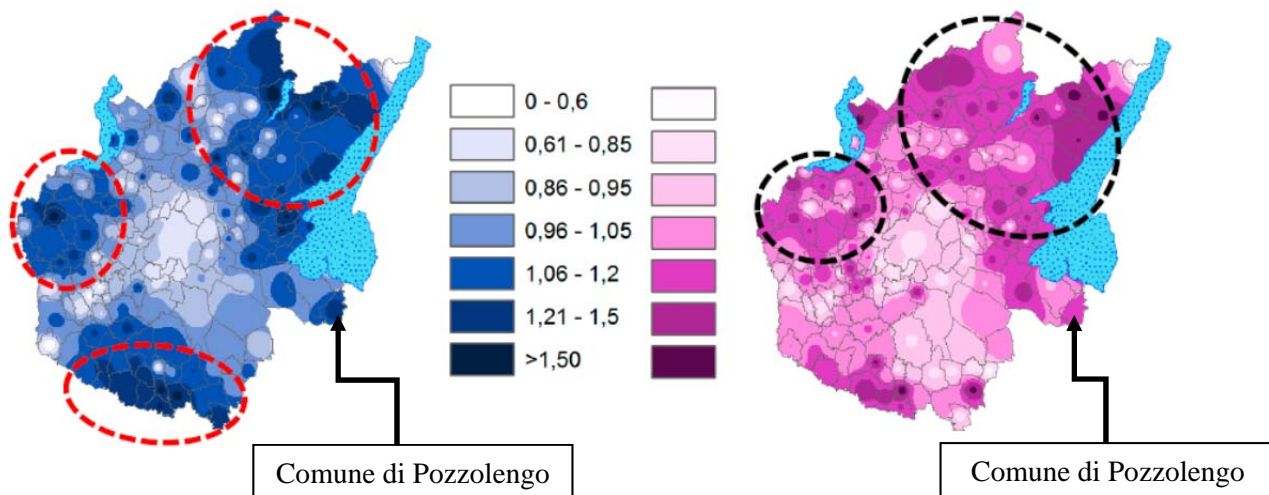 0 - 0,6
0,61 - 0,85
0,86 - 0,95
0,96 - 1,05
1,06 - 1,2
1,21 - 1,5
>1,50
Comune di Pozzolengo
Comune di Pozzolengo